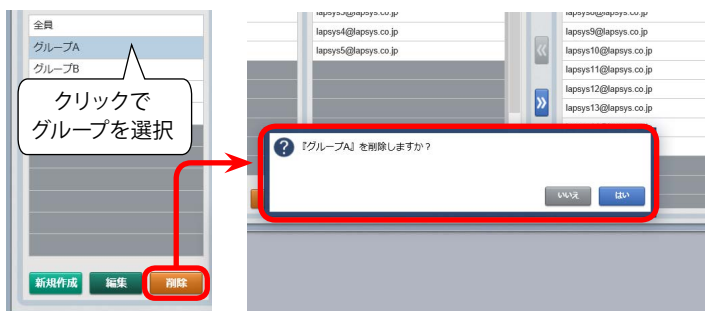 全員
グループA
グループB
クリックで
グループを選択
新規作成
編集
削除
lapsys4@lapsys.co.jp
lapsys5@lapsys.co.jp
lapsys9@lapsys.co.jp
lapsys10@lapsys.co.jp
lapsys11@lapsys.co.jp
lapsys12@lapsys.co.jp
lapsys13@lapsys.co.jp
『グループA』を削除しますか？
いいえ
はい